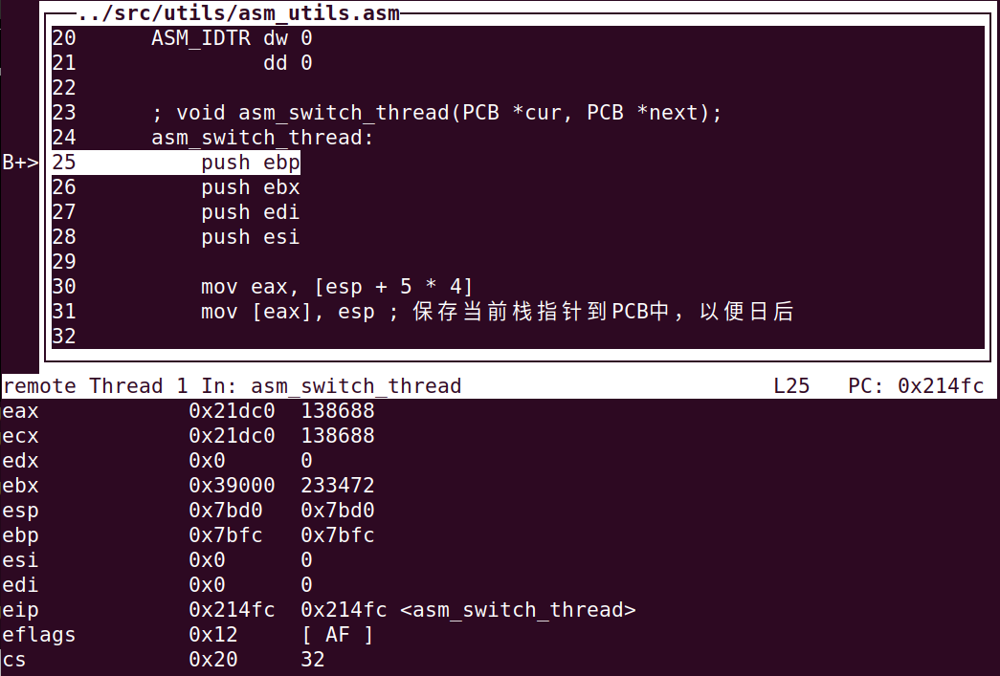 ../src/utils/asm_utils.asm
20 ASM_IDTR dw 0
21 dd 0
22
23 ; void asm_switch_thread(PCB *cur, PCB *next);
24 asm_switch_thread:
B+> 25 push ebp
26 push ebx
27 push edi
28 push esi
29
30 mov eax, [esp + 5 * 4]
31 mov [eax], esp ; 保存当前栈指针到PCB中，以便日后
32
remote Thread 1 In: asm_switch_thread L25 PC: 0x214fc
eax 0x21dc0 138688
ecx 0x21dc0 138688
edx 0x0 0
ebx 0x39000 233472
esp 0x7bd0 0x7bd0
ebp 0x7bfc 0x7bfc
esi 0x0 0
edi 0x0 0
eip 0x214fc 0x214fc <asm_switch_thread>
eflags 0x12 [ AF ]
cs 0x20 32